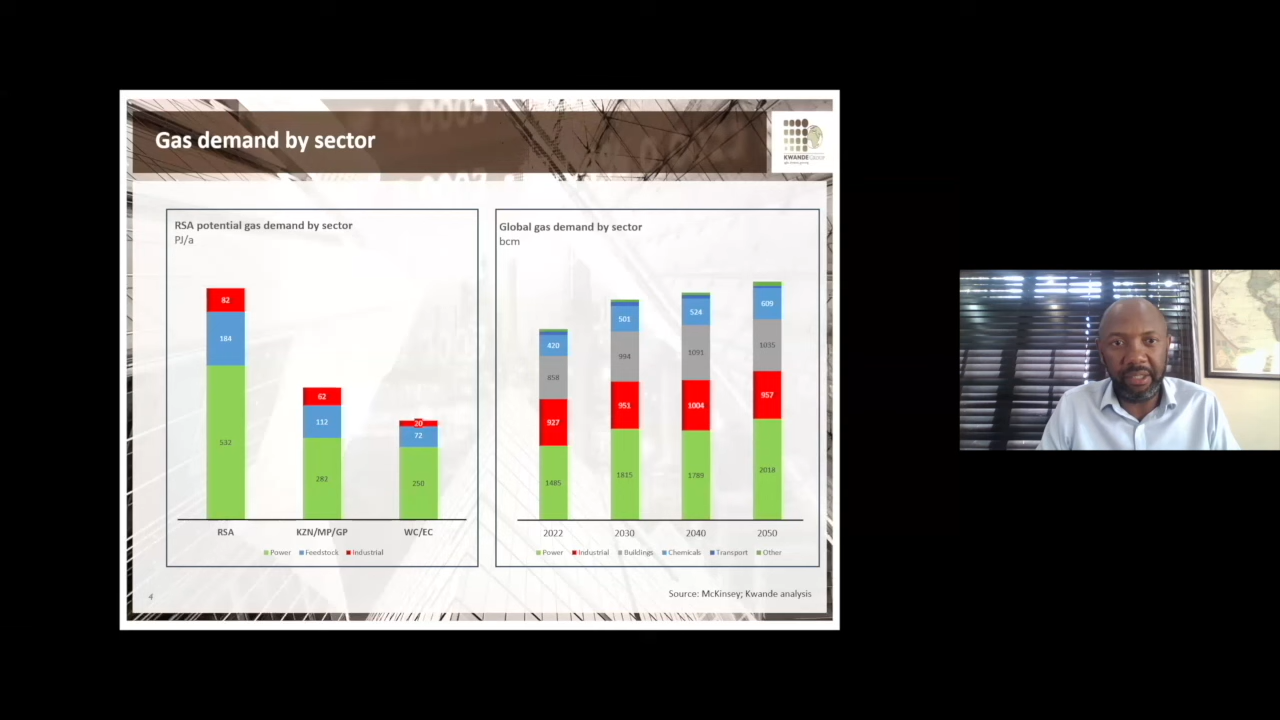 Gas demand by sector
KWANDE
RSA potential gas demand by sector
PJ/a
82
184
532
62
112
283
20
72
250
RSA
KZN/MP/GP
WC/EC
Power
Feedstock
Industrial
Global gas demand by sector
bcm
420
858
927
1485
501
994
951
1815
524
1091
1004
1789
609
1035
957
2018
2022
2030
2040
2050
Power
Industrial
Buildings
Chemicals
Transport
Other
4
Source: McKinsey; Kwande analysis